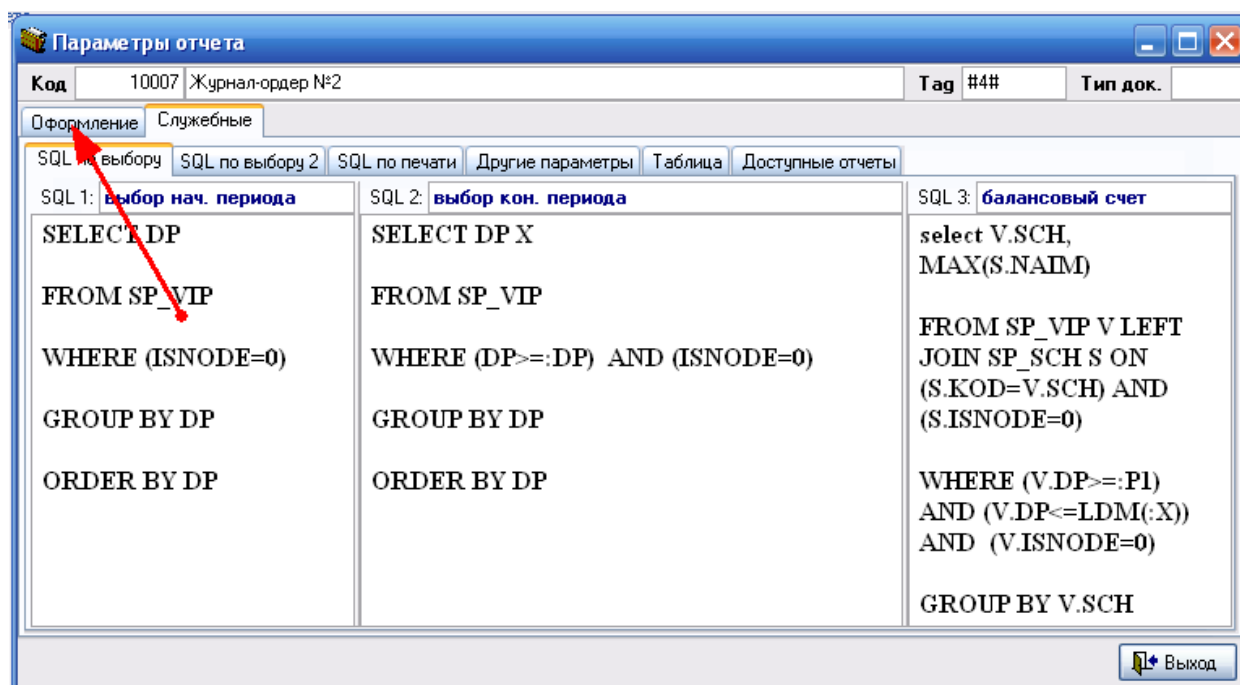 Параметры отчета
Код 10007 Журнал-ордер №2 Tag #4# Тип док.
Оформление Служебные
SQL по выбору SQL по выбору 2 SQL по печати Другие параметры Таблица Доступные отчеты
SQL 1: выбор нач. периода
SELECT DP
FROM SP_VIP
WHERE (ISNODE=0)
GROUP BY DP
ORDER BY DP
SQL 2: выбор кон. периода
SELECT DP X
FROM SP_VIP
WHERE (DP>=:DP) AND (ISNODE=0)
GROUP BY DP
ORDER BY DP
SQL 3: балансовый счет
select V.SCH,
MAX(S.NAIM)
FROM SP_VIP V LEFT
JOIN SP_SCH S ON
(S.KOD=V.SCH) AND
(S.ISNODE=0)
WHERE (V.DP>=:P1)
AND (V.DP<=LDM(:X))
AND (V.ISNODE=0)
GROUP BY V.SCH
Выход